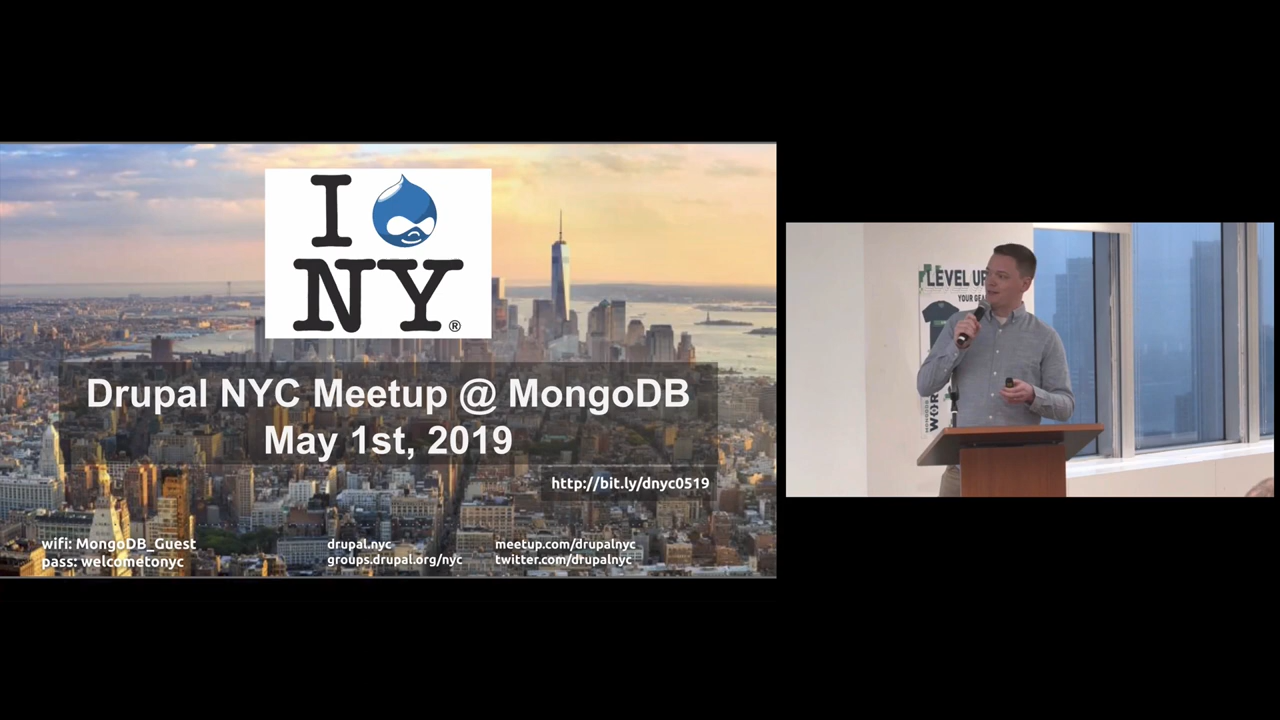 I
NY®
Drupal NYC Meetup @ MongoDB
May 1st, 2019
http://bit.ly/dnyc0519
wifi: MongoDB_Guest
pass: welcometonyc
drupal.nyc
groups.drupal.org/nyc
meetup.com/drupalnyc
twitter.com/drupalnyc
LEVEL UP
YOUR